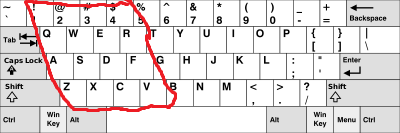 ~ ! @ # $ % ^ & * ( ) _ +
` 1 2 3 4 5 6 7 8 9 0 - = Backspace
Tab Q W E R T Y U I O P { } |
[ ] \
Caps Lock A S D F G H J K L : " Enter
; '
Shift Z X C V B N M < > ? Shift
, . /
Ctrl Win Key Alt Alt Win Key Menu Ctrl